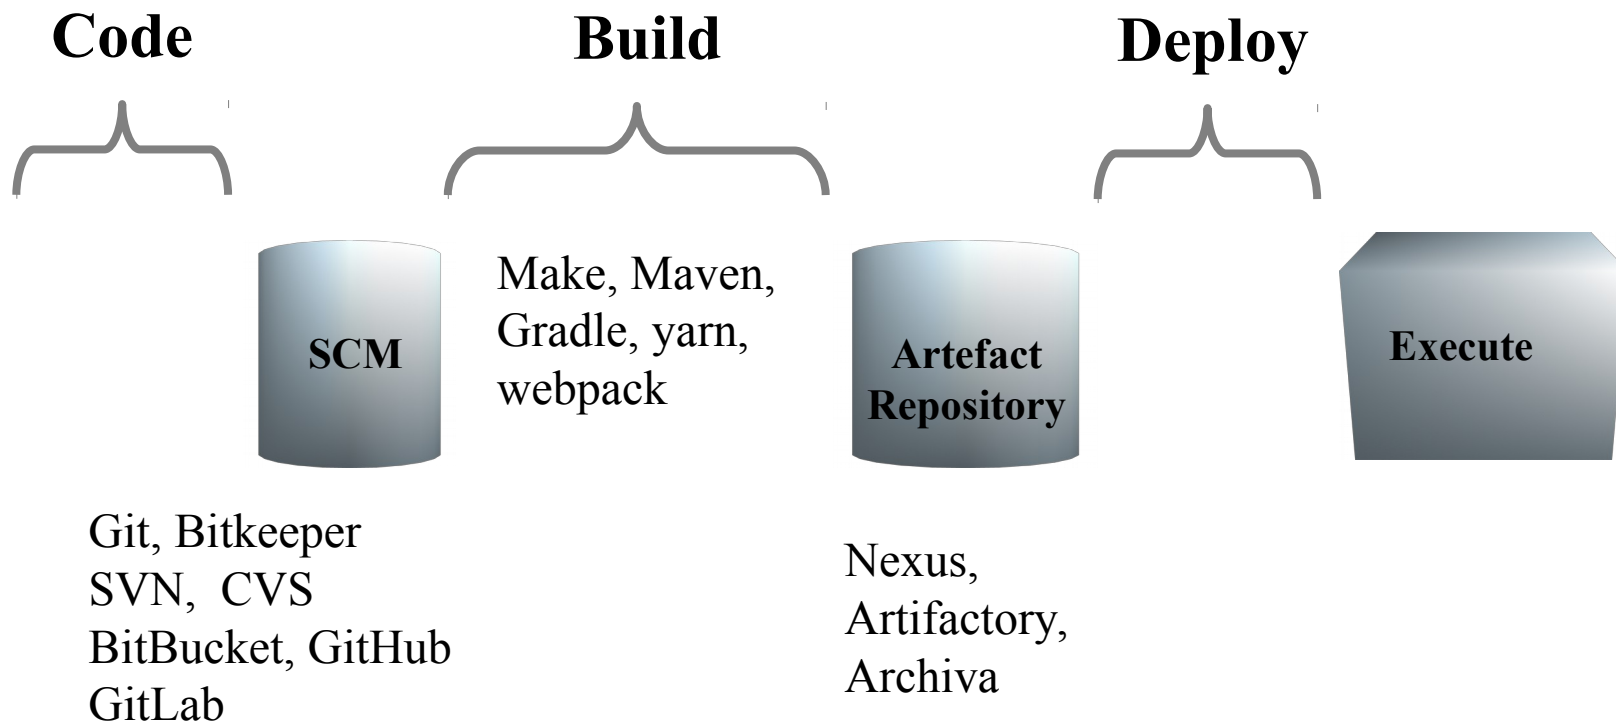 Code
Build
Deploy
SCM
Make, Maven,
Gradle, yarn,
webpack
Artefact
Repository
Execute
Git, Bitkeeper
SVN,  CVS
BitBucket, GitHub
GitLab
Nexus,
Artifactory,
Archiva